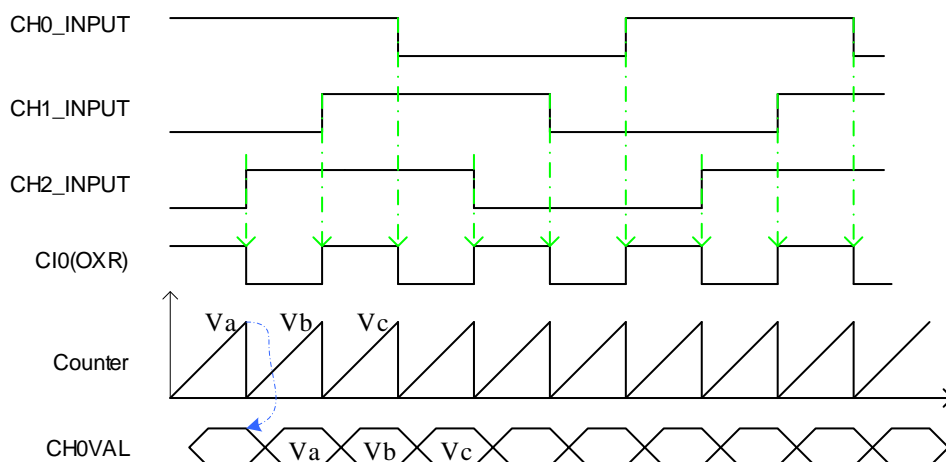 CH0_INPUT
CH1_INPUT
CH2_INPUT
CI0(OXR)
Va Vb Vc
Counter
CH0VAL Va Vb Vc